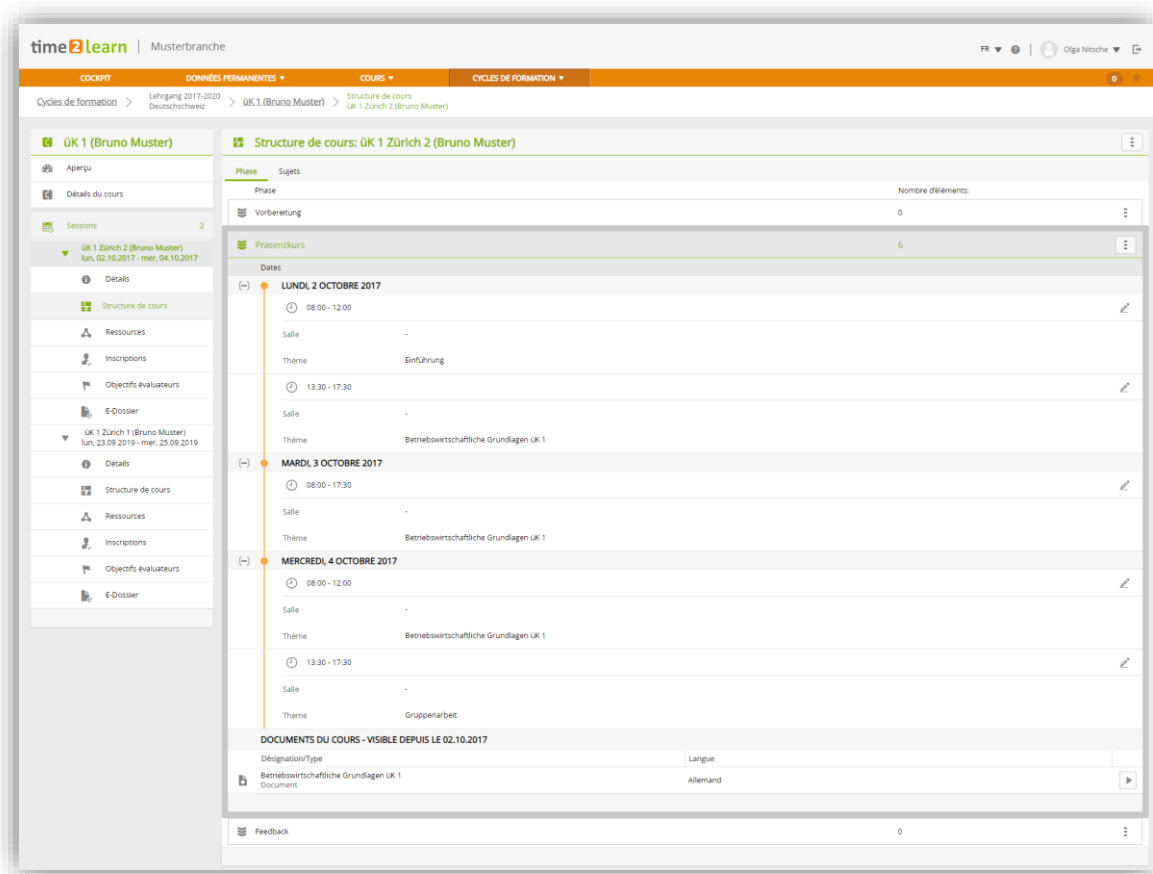 time2learn | Musterbranche
FR
Olga Nitsche
COCKPIT DONNÉES PERMANENTES COURS CYCLES DE FORMATION 0
Cycles de formation > Lehrgang 2017-2020 Deutschschweiz > üK 1 (Bruno Muster) > Structure de cours üK 1 Zürich 2 (Bruno Muster)
üK 1 (Bruno Muster)
Aperçu
Détails du cours
Sessions 2
üK 1 Zürich 2 (Bruno Muster)
lun, 02.10.2017 - mer, 04.10.2017
Détails
Structure de cours
Ressources
Inscriptions
Objectifs évaluateurs
E-Dossier
üK 1 Zürich 1 (Bruno Muster)
lun, 23.09.2019 - mer, 25.09.2019
Détails
Structure de cours
Ressources
Inscriptions
Objectifs évaluateurs
E-Dossier
Structure de cours: üK 1 Zürich 2 (Bruno Muster)
Phase Sujets
Phase Nombre d'éléments:
Vorbereitung 0
Präsenzkurs 6
Dates
LUNDI, 2 OCTOBRE 2017
08:00 - 12:00
Salle -
Thème Einführung
13:30 - 17:30
Salle -
Thème Betriebswirtschaftliche Grundlagen üK 1
MARDI, 3 OCTOBRE 2017
08:00 - 17:30
Salle -
Thème Betriebswirtschaftliche Grundlagen üK 1
MERCREDI, 4 OCTOBRE 2017
08:00 - 12:00
Salle -
Thème Betriebswirtschaftliche Grundlagen üK 1
13:30 - 17:30
Salle -
Thème Gruppenarbeit
DOCUMENTS DU COURS - VISIBLE DEPUIS LE 02.10.2017
Désignation/Type Langue
Betriebswirtschaftliche Grundlagen üK 1 Allemand
Document
Feedback 0